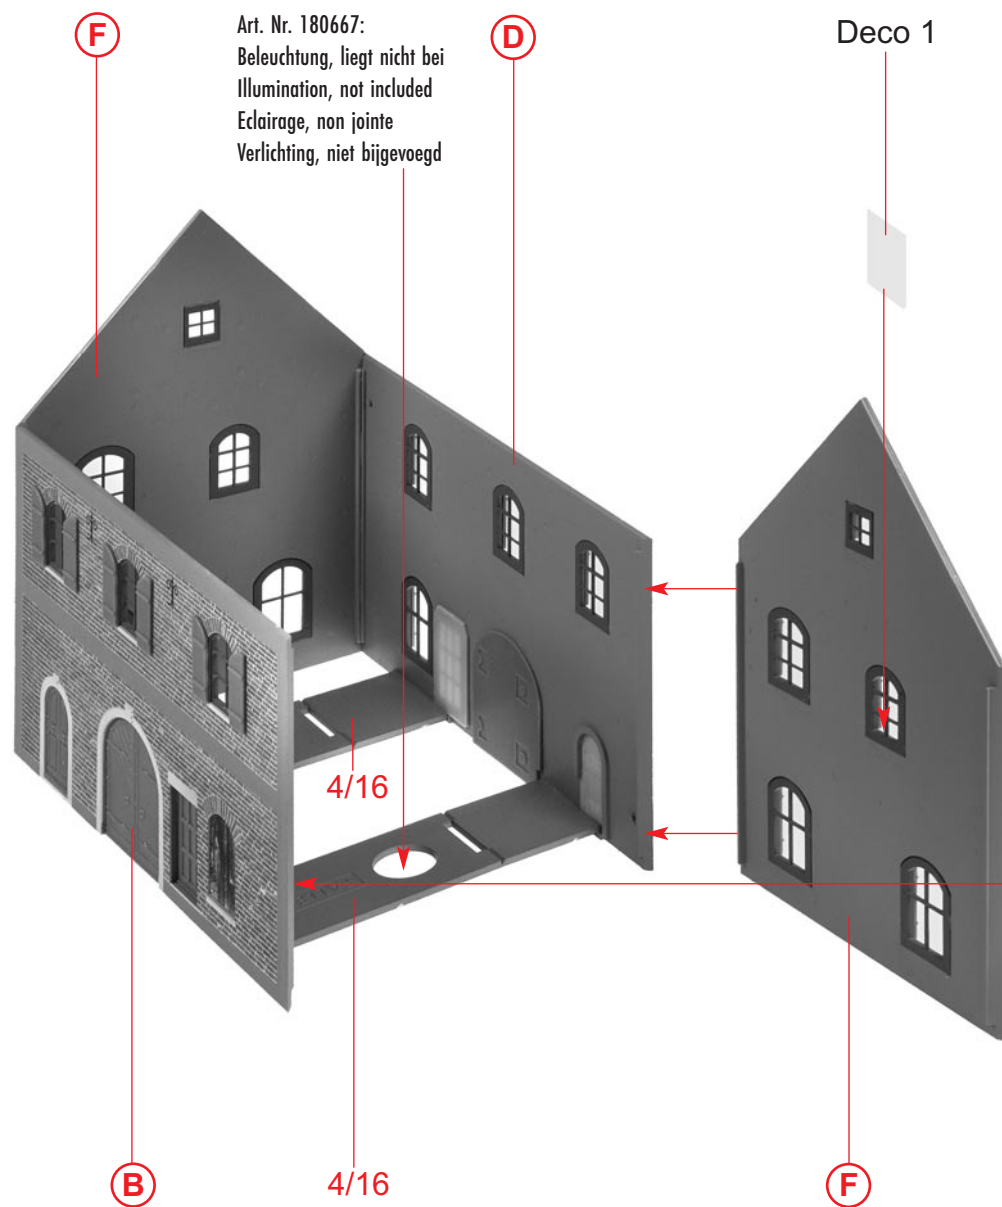 F
Art. Nr. 180667:
Beleuchtung, liegt nicht bei
Illumination, not included
Eclairage, non jointe
Verlichting, niet bijgevoegd
D
Deco 1
4/16
B
4/16
F